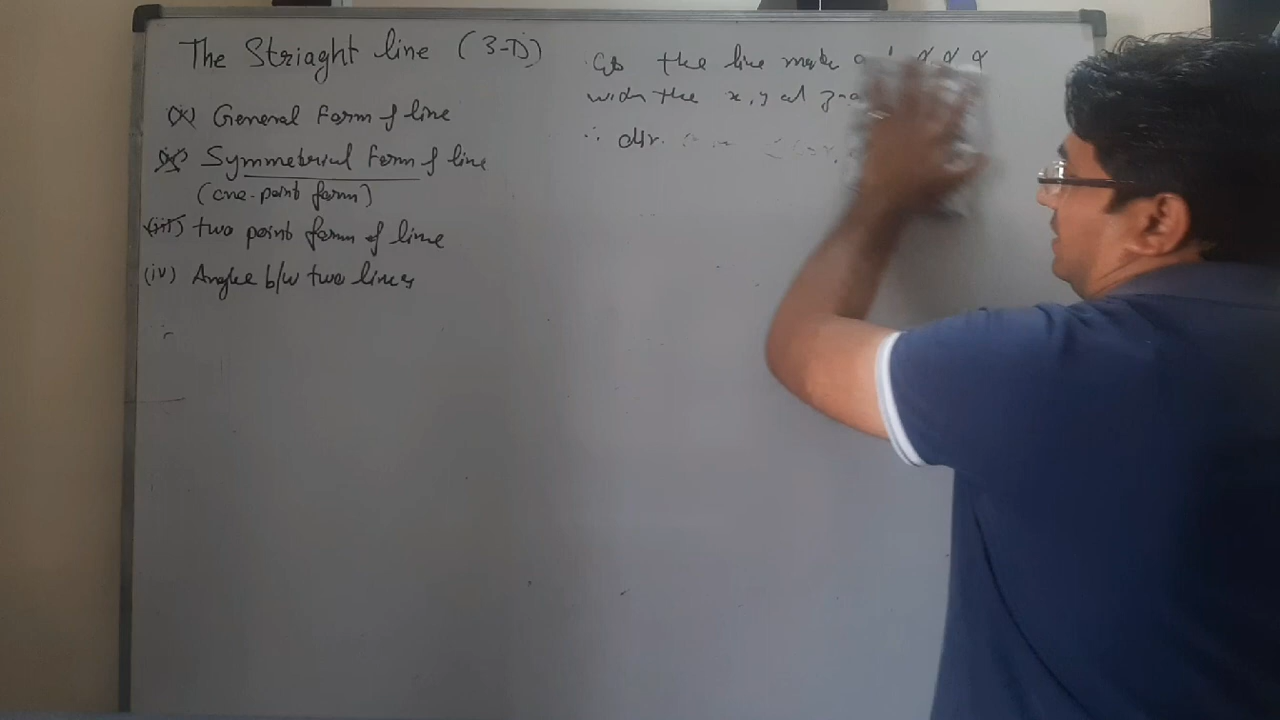 The Striaght line (3-D)
(i) General Form of line
(ii) Symmetrical Form of line
(one-point form)
(iii) two point form of line
(iv) Angle b/w two lines
the line make α α α
with the x, y
∴ dir.